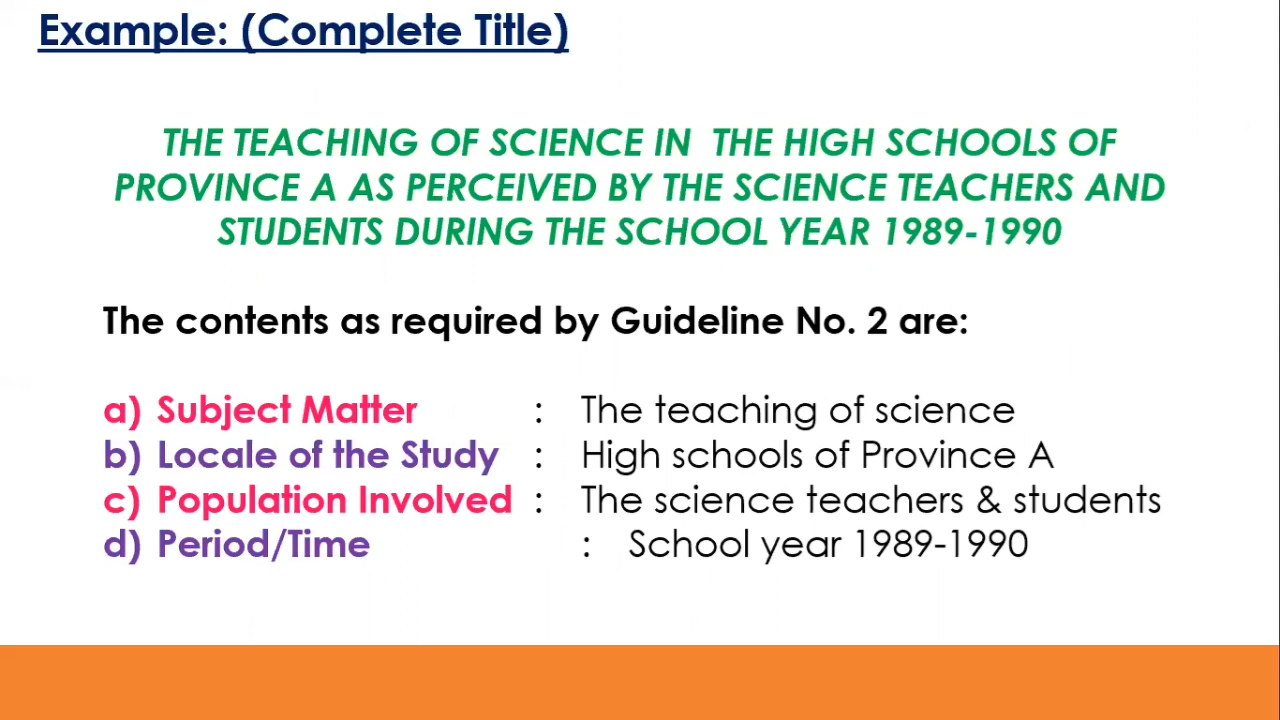 Example: (Complete Title)
THE TEACHING OF SCIENCE IN THE HIGH SCHOOLS OF
PROVINCE A AS PERCEIVED BY THE SCIENCE TEACHERS AND
STUDENTS DURING THE SCHOOL YEAR 1989-1990
The contents as required by Guideline No. 2 are:
a) Subject Matter : The teaching of science
b) Locale of the Study : High schools of Province A
c) Population Involved : The science teachers & students
d) Period/Time : School year 1989-1990